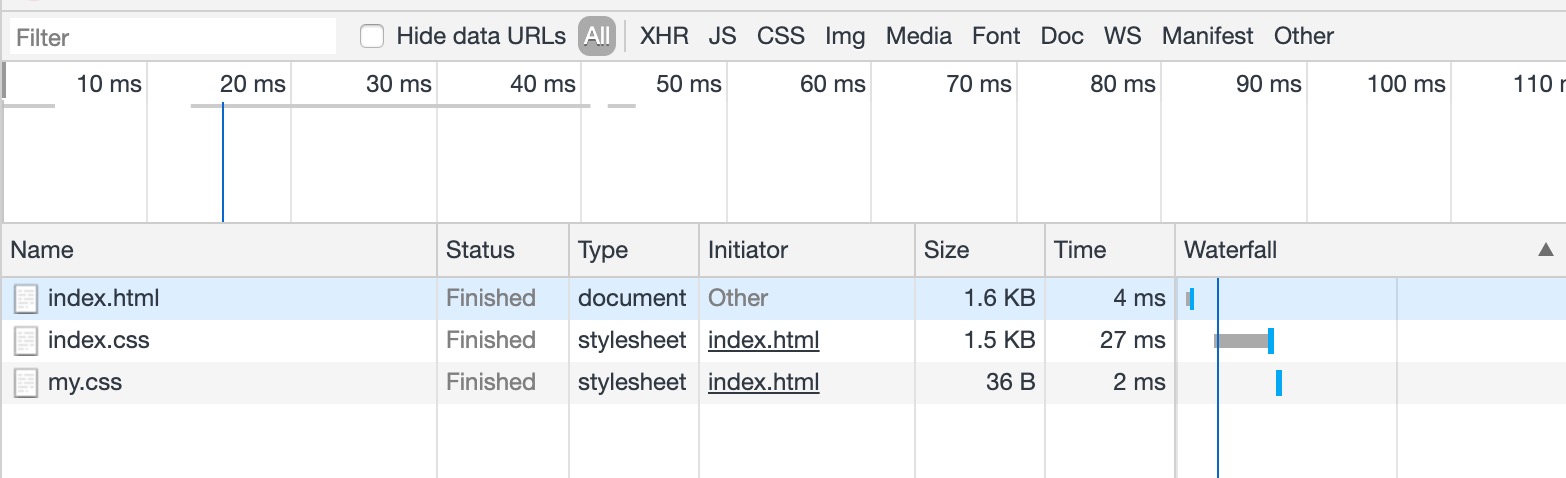 Filter Hide data URLs All XHR JS CSS Img Media Font Doc WS Manifest Other
10 ms 20 ms 30 ms 40 ms 50 ms 60 ms 70 ms 80 ms 90 ms 100 ms 110
Name Status Type Initiator Size Time Waterfall ▲
index.html Finished document Other 1.6 KB 4 ms
index.css Finished stylesheet index.html 1.5 KB 27 ms
my.css Finished stylesheet index.html 36 B 2 ms